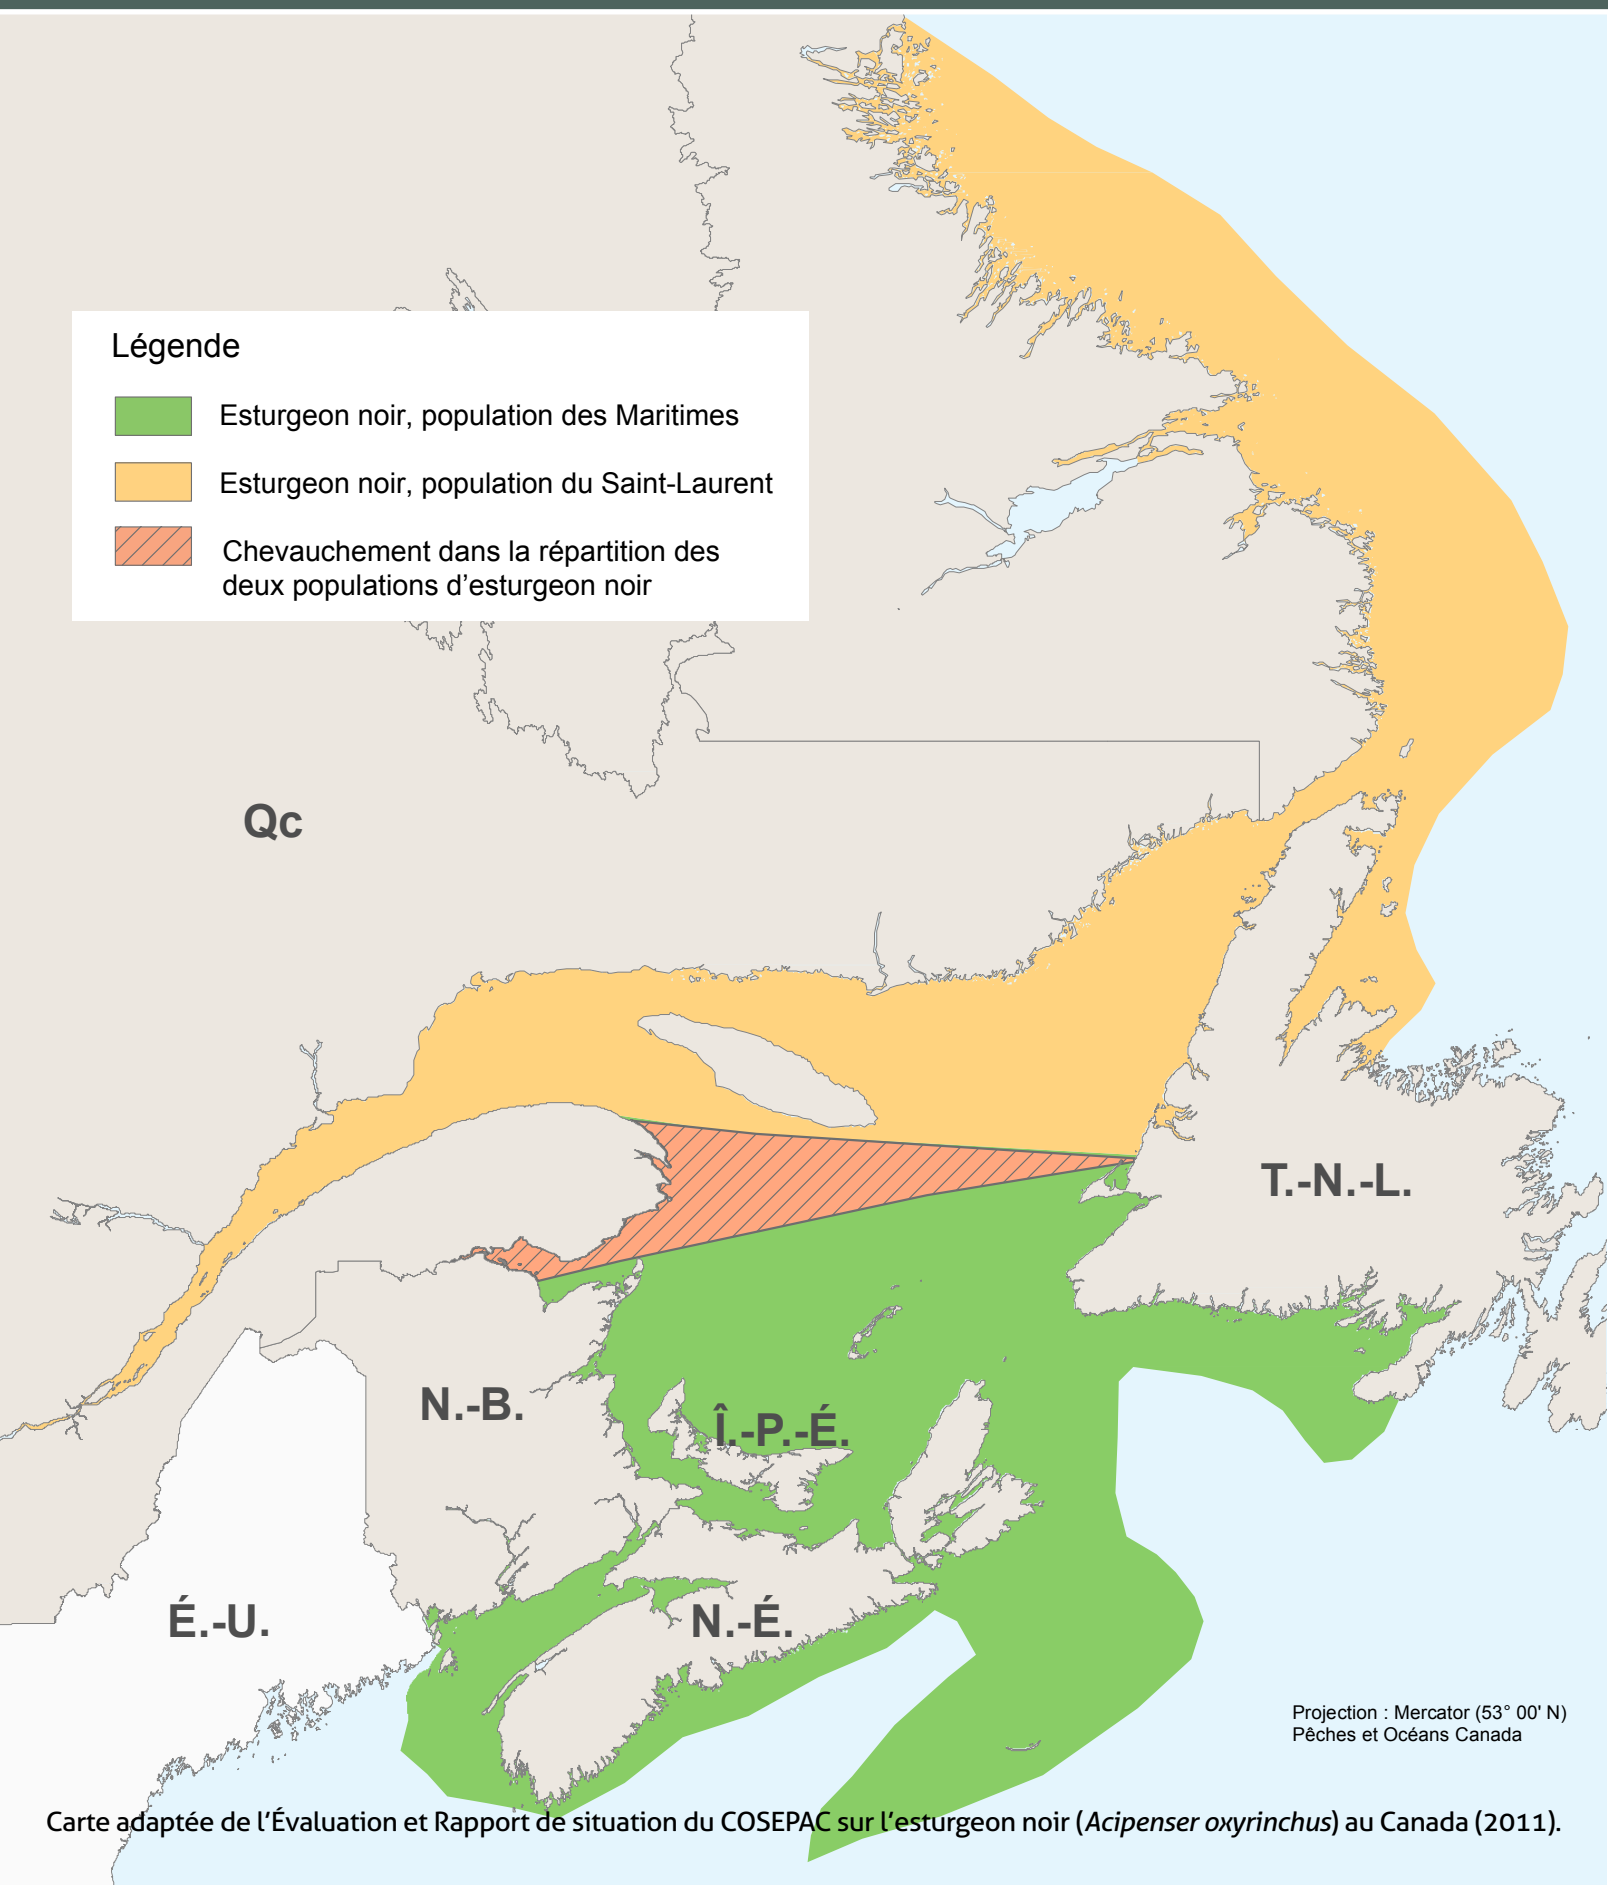 Légende
Esturgeon noir, population des Maritimes
Esturgeon noir, population du Saint-Laurent
Chevauchement dans la répartition des
deux populations d'esturgeon noir
Qc
T.-N.-L.
N.-B.
Î.-P.-É.
É.-U.
N.-É.
Projection : Mercator (53° 00' N)
Pêches et Océans Canada
Carte adaptée de l'Évaluation et Rapport de situation du COSEPAC sur l'esturgeon noir (Acipenser oxyrinchus) au Canada (2011).